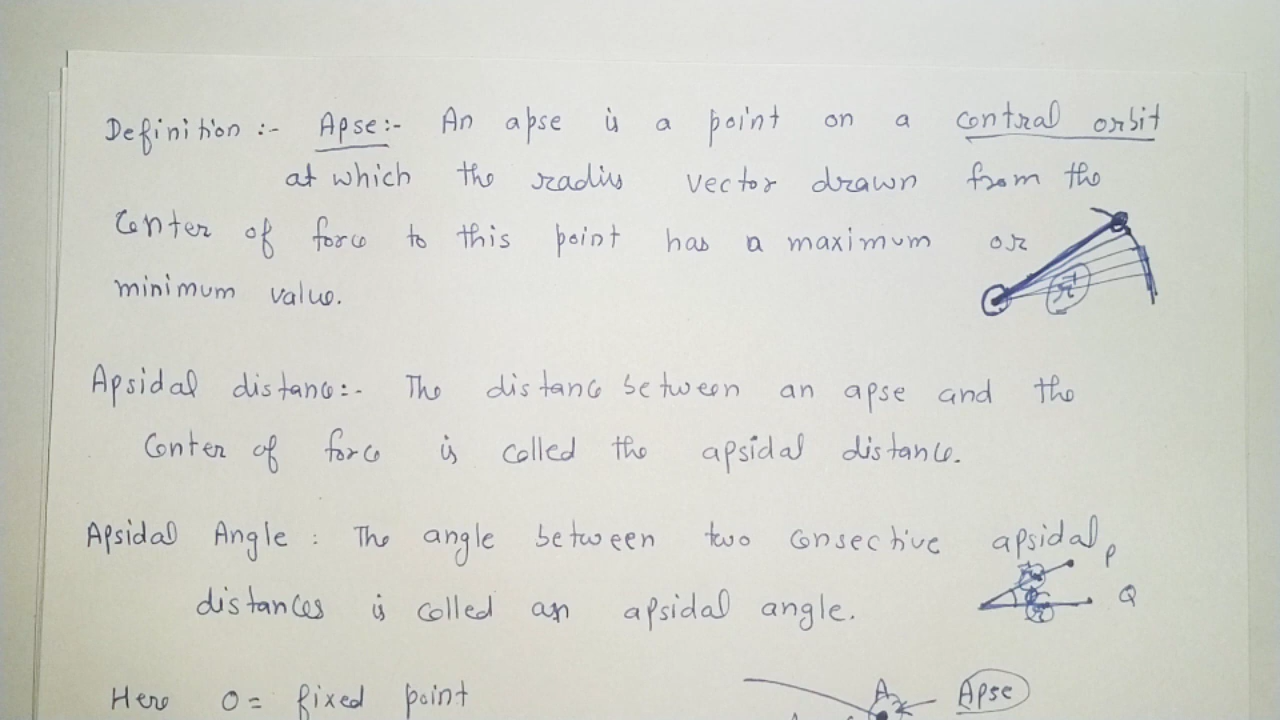 Definition :- Apse:- An apse is a point on a central orbit
at which the radius vector drawn from the
Center of force to this point has a maximum or
minimum value.
r
Apsidal distance:- The distance between an apse and the
Center of force is called the apsidal distance.
Apsidal Angle : The angle between two consective apsidal
distances is called an apsidal angle.
P
Q
Here O = fixed point
A
Apse